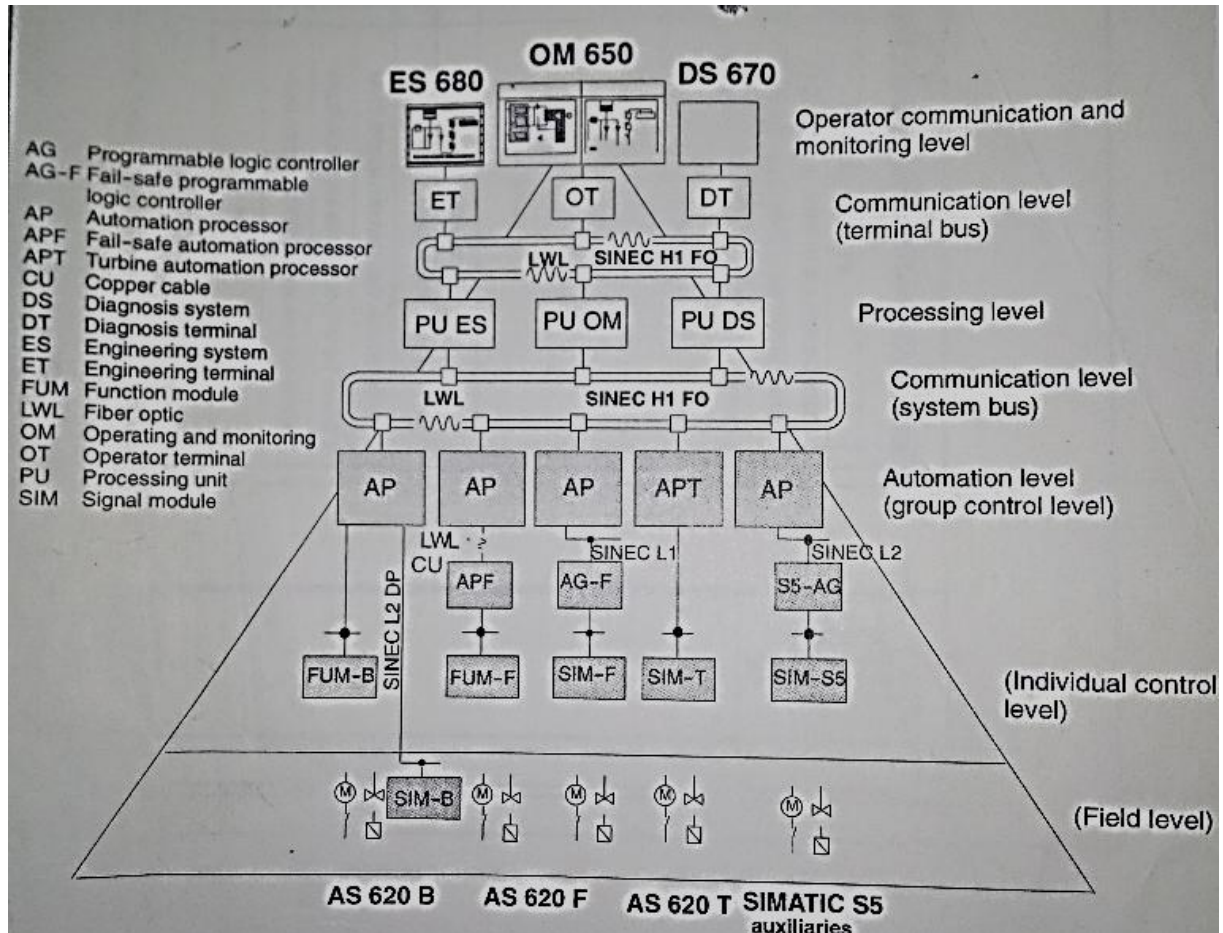 ES 680
OM 650
DS 670
Operator communication and
monitoring level
AG Programmable logic controller
AG-F Fail-safe programmable
logic controller
AP Automation processor
APF Fail-safe automation processor
APT Turbine automation processor
CU Copper cable
DS Diagnosis system
DT Diagnosis terminal
ES Engineering system
ET Engineering terminal
FUM Function module
LWL Fiber optic
OM Operating and monitoring
OT Operator terminal
PU Processing unit
SIM Signal module
ET OT DT
Communication level
(terminal bus)
LWL SINEC H1 FO
PU ES PU OM PU DS
Processing level
LWL SINEC H1 FO
Communication level
(system bus)
AP AP AP APT AP
Automation level
(group control level)
LWL
CU
SINEC L1
SINEC L2
SINEC L2 DP
APF AG-F S5-AG
FUM-B FUM-F SIM-F SIM-T SIM-S5
(Individual control
level)
SIM-B
M M M M M
(Field level)
AS 620 B AS 620 F AS 620 T SIMATIC S5
auxiliaries